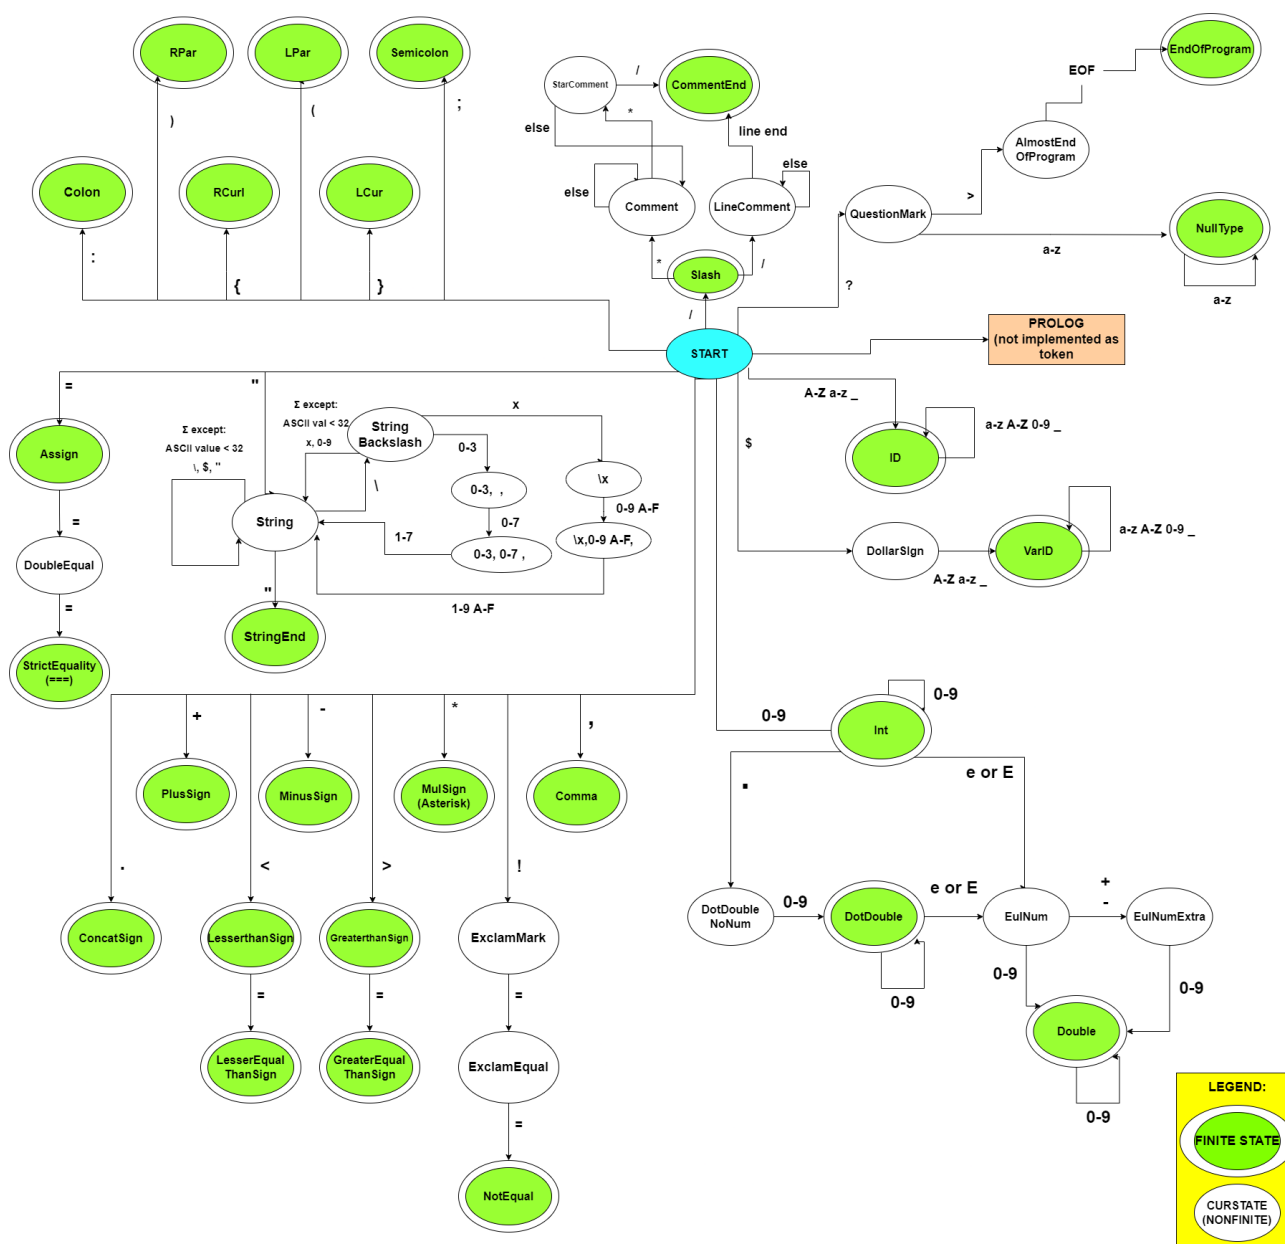 RPar
LPar
Semicolon
)
(
;
Colon
RCurl
LCur
:
{
}
StarComment
/
CommentEnd
else
*
line end
else
Comment
LineComment
else
*
Slash
/
/
EndOfProgram
EOF
AlmostEnd
OfProgram
QuestionMark
>
NullType
a-z
a-z
?
START
PROLOG
(not implemented as
token
A-Z a-z _
a-z A-Z 0-9 _
ID
$
DollarSign
A-Z a-z _
VarID
a-z A-Z 0-9 _
=
"
Assign
=
DoubleEqual
=
StrictEquality
(===)
Σ except:
ASCII value < 32
\, $, "
Σ except:
ASCII val < 32
x, 0-9
String
Backslash
x
0-3
\
String
0-3, ,
\x
0-7
0-9 A-F
1-7
0-3, 0-7 ,
\x,0-9 A-F,
1-9 A-F
"
StringEnd
+
-
*
,
PlusSign
MinusSign
MulSign
(Asterisk)
Comma
.
<
>
!
ConcatSign
LesserthanSign
GreaterthanSign
ExclamMark
=
=
=
LesserEqual
ThanSign
GreaterEqual
ThanSign
ExclamEqual
=
NotEqual
0-9
0-9
Int
.
e or E
DotDouble
NoNum
0-9
DotDouble
e or E
EulNum
+
-
EulNumExtra
0-9
0-9
0-9
Double
0-9
LEGEND:
FINITE STATE
CURSTATE
(NONFINITE)